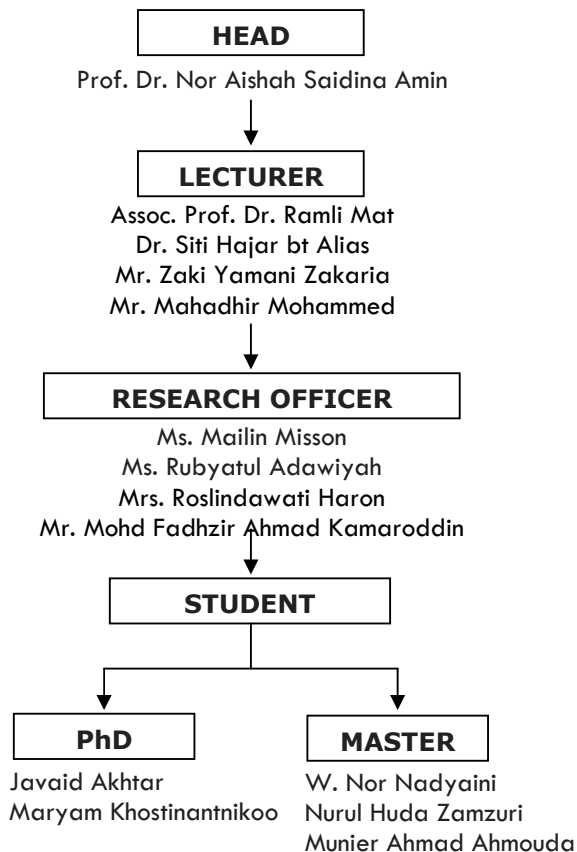 HEAD
Prof. Dr. Nor Aishah Saidina Amin
LECTURER
Assoc. Prof. Dr. Ramli Mat
Dr. Siti Hajar bt Alias
Mr. Zaki Yamani Zakaria
Mr. Mahadhir Mohammed
RESEARCH OFFICER
Ms. Mailin Misson
Ms. Rubyatul Adawiyah
Mrs. Roslindawati Haron
Mr. Mohd Fadhzir Ahmad Kamaroddin
STUDENT
PhD
Javaid Akhtar
Maryam Khostinantnikoo
MASTER
W. Nor Nadyaini
Nurul Huda Zamzuri
Munier Ahmad Ahmouda